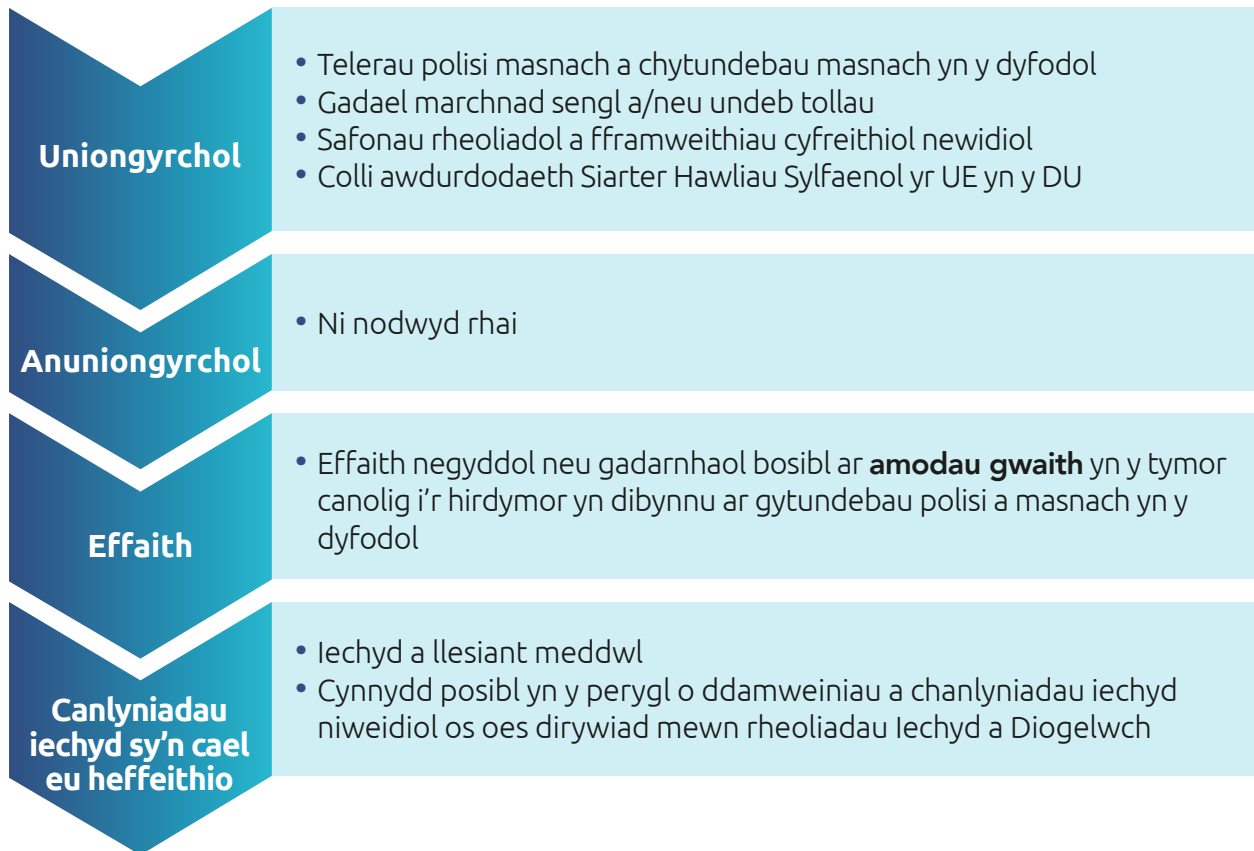 Uniongyrchol
• Telerau polisi masnach a chytundebau masnach yn y dyfodol
• Gadael marchnad sengl a/neu undeb tollau
• Safonau rheoliadol a fframweithiau cyfreithiol newidiol
• Colli awdurdodaeth Siarter Hawliau Sylfaenol yr UE yn y DU
Anuniongyrchol
• Ni nodwyd rhai
Effaith
• Effaith negyddol neu gadarnhaol bosibl ar amodau gwaith yn y tymor
canolig i’r hirdymor yn dibynnu ar gytundebau polisi a masnach yn y
dyfodol
Canlyniadau
iechyd sy’n cael
eu heffeithio
• Iechyd a llesiant meddwl
• Cynnydd posibl yn y perygl o ddamweiniau a chanlyniadau iechyd
niweidiol os oes dirywiad mewn rheoliadau Iechyd a Diogelwch